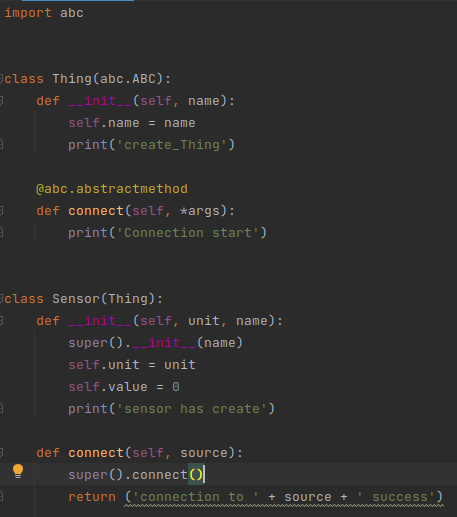 import abc
class Thing(abc.ABC):
    def __init__(self, name):
        self.name = name
        print('create_Thing')
    @abc.abstractmethod
    def connect(self, *args):
        print('Connection start')
class Sensor(Thing):
    def __init__(self, unit, name):
        super().__init__(name)
        self.unit = unit
        self.value = 0
        print('sensor has create')
    def connect(self, source):
        super().connect()
        return ('connection to ' + source + ' success')